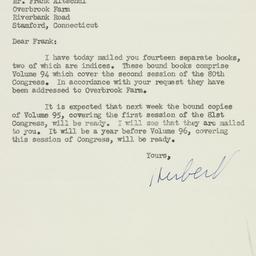 Mr. Frank Altschul
Overbrook Farm
Riverbank Road
Stamford, Connecticut
Dear Frank:
I have today mailed you fourteen separate books,
two of which are indices. These bound books comprise
Volume 94 which cover the second session of the 80th
Congress. In accordance with your request they have
been addressed to Overbrook Farm.
It is expected that next week the bound copies
of Volume 95, covering the first session of the 81st
Congress, will be ready. I will see that they are mailed
to you. It will be a year before Volume 96, covering
this session of Congress, will be ready.
Yours,
Herbert